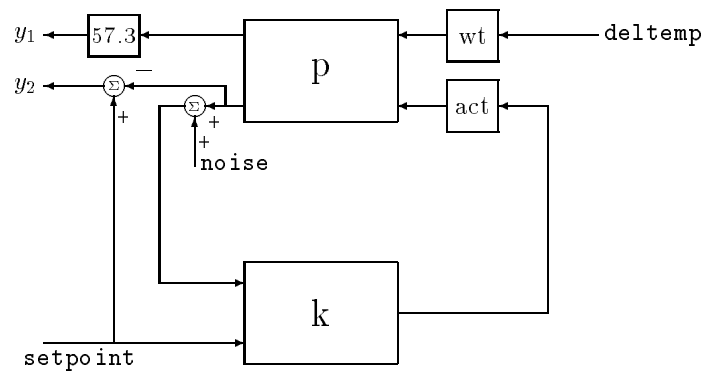 y₁
57.3
p
wt
deltemp
y₂
Σ
−
+
Σ
+
+
noise
act
k
setpoint